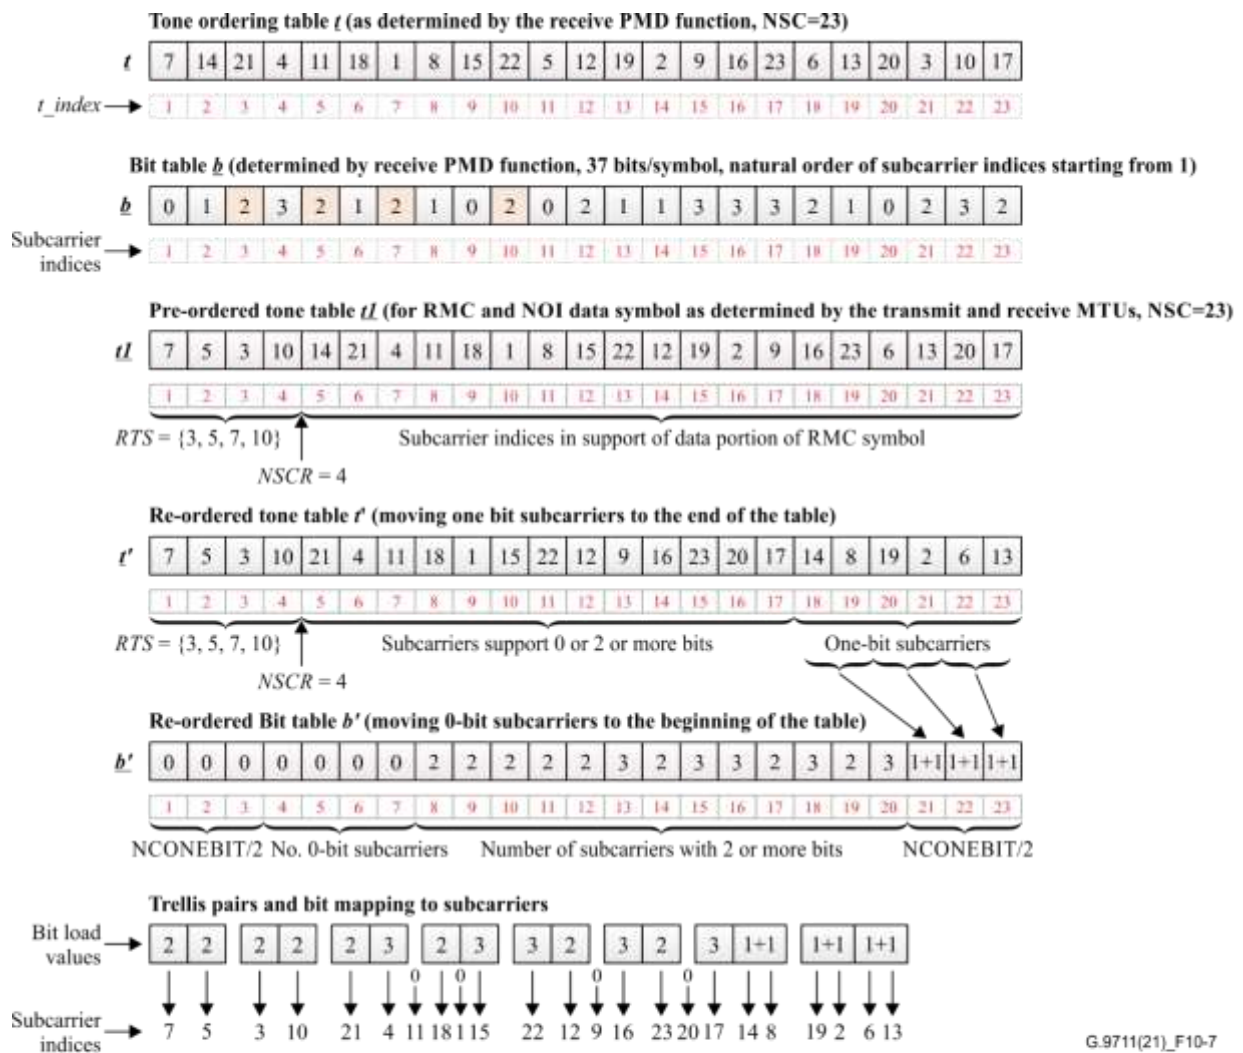 Tone ordering table t (as determined by the receive PMD function, NSC=23)
t 7 14 21 4 11 18 1 8 15 22 5 12 19 2 9 16 23 6 13 20 3 10 17
t_index 1 2 3 4 5 6 7 8 9 10 11 12 13 14 15 16 17 18 19 20 21 22 23
Bit table b (determined by receive PMD function, 37 bits/symbol, natural order of subcarrier indices starting from 1)
b 0 1 2 3 2 1 2 1 0 2 0 2 1 1 3 3 3 2 1 0 2 3 2
Subcarrier
indices 1 2 3 4 5 6 7 8 9 10 11 12 13 14 15 16 17 18 19 20 21 22 23
Pre-ordered tone table t1 (for RMC and NOI data symbol as determined by the transmit and receive MTUs, NSC=23)
t1 7 5 3 10 14 21 4 11 18 1 8 15 22 12 19 2 9 16 23 6 13 20 17
1 2 3 4 5 6 7 8 9 10 11 12 13 14 15 16 17 18 19 20 21 22 23
RTS = {3, 5, 7, 10} Subcarrier indices in support of data portion of RMC symbol
NSCR = 4
Re-ordered tone table t' (moving one bit subcarriers to the end of the table)
t' 7 5 3 10 21 4 11 18 1 15 22 12 9 16 23 20 17 14 8 19 2 6 13
1 2 3 4 5 6 7 8 9 10 11 12 13 14 15 16 17 18 19 20 21 22 23
RTS = {3, 5, 7, 10} Subcarriers support 0 or 2 or more bits One-bit subcarriers
NSCR = 4
Re-ordered Bit table b' (moving 0-bit subcarriers to the beginning of the table)
b' 0 0 0 0 0 0 0 2 2 2 2 2 3 2 3 3 2 3 2 3 1+1 1+1 1+1
1 2 3 4 5 6 7 8 9 10 11 12 13 14 15 16 17 18 19 20 21 22 23
NCONEBIT/2 No. 0-bit subcarriers Number of subcarriers with 2 or more bits NCONEBIT/2
Trellis pairs and bit mapping to subcarriers
Bit load
values 2 2 2 2 2 3 2 3 3 2 3 2 3 1+1 1+1 1+1
0 0 0 0
Subcarrier
indices 7 5 3 10 21 4 11 18 1 15 22 12 9 16 23 20 17 14 8 19 2 6 13
G.9711(21)_F10-7